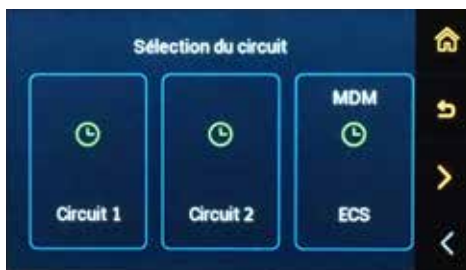 Sélection du circuit
MDM
Circuit 1
Circuit 2
ECS